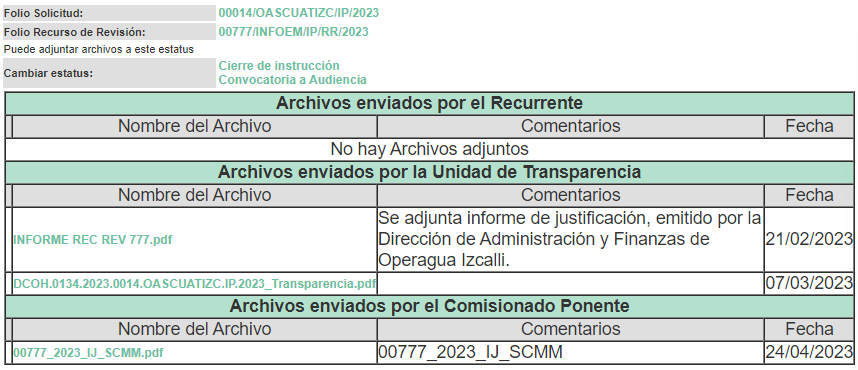 Folio Solicitud: 00014/OASCUATIZC/IP/2023
Folio Recurso de Revisión: 00777/INFOEM/IP/RR/2023
Puede adjuntar archivos a este estatus
Cambiar estatus: Cierre de instrucción
Convocatoria a Audiencia
Archivos enviados por el Recurrente
Nombre del Archivo Comentarios Fecha
No hay Archivos adjuntos
Archivos enviados por la Unidad de Transparencia
Nombre del Archivo Comentarios Fecha
INFORME REC REV 777.pdf Se adjunta informe de justificación, emitido por la
Dirección de Administración y Finanzas de
Operagua Izcalli. 21/02/2023
DCOH.0134.2023.0014.OASCUATIZC.IP.2023_Transparencia.pdf 07/03/2023
Archivos enviados por el Comisionado Ponente
Nombre del Archivo Comentarios Fecha
00777_2023_IJ_SCMM.pdf 00777_2023_IJ_SCMM 24/04/2023